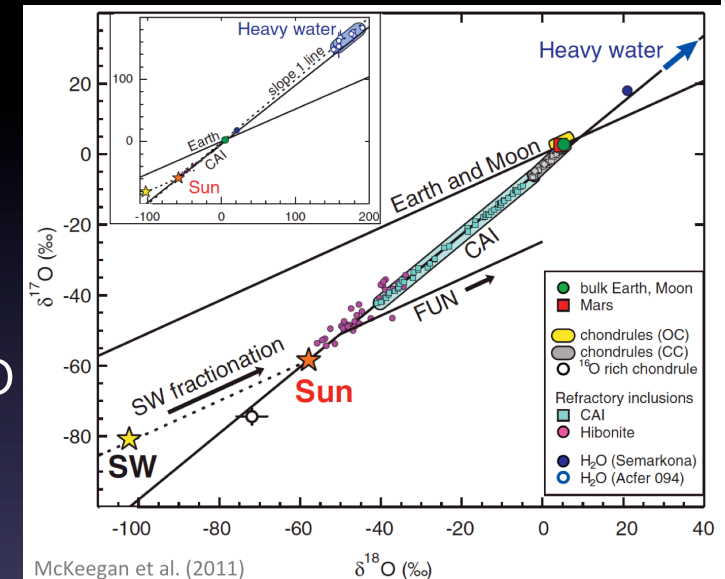 Heavy water
slope 1 line
100
Earth
0
CAI
Sun
-100
0
100
200
Heavy water
20
0
-20
-40
-60
-80
δ¹⁷O (‰)
Earth and Moon
CAI
FUN
SW fractionation
Sun
SW
bulk Earth, Moon
Mars
chondrules (OC)
chondrules (CC)
¹⁶O rich chondrule
Refractory inclusions
CAI
Hibonite
H₂O (Semarkona)
H₂O (Acfer 094)
-100
-80
-60
-40
-20
0
20
40
McKeegan et al. (2011)
δ¹⁸O (‰)